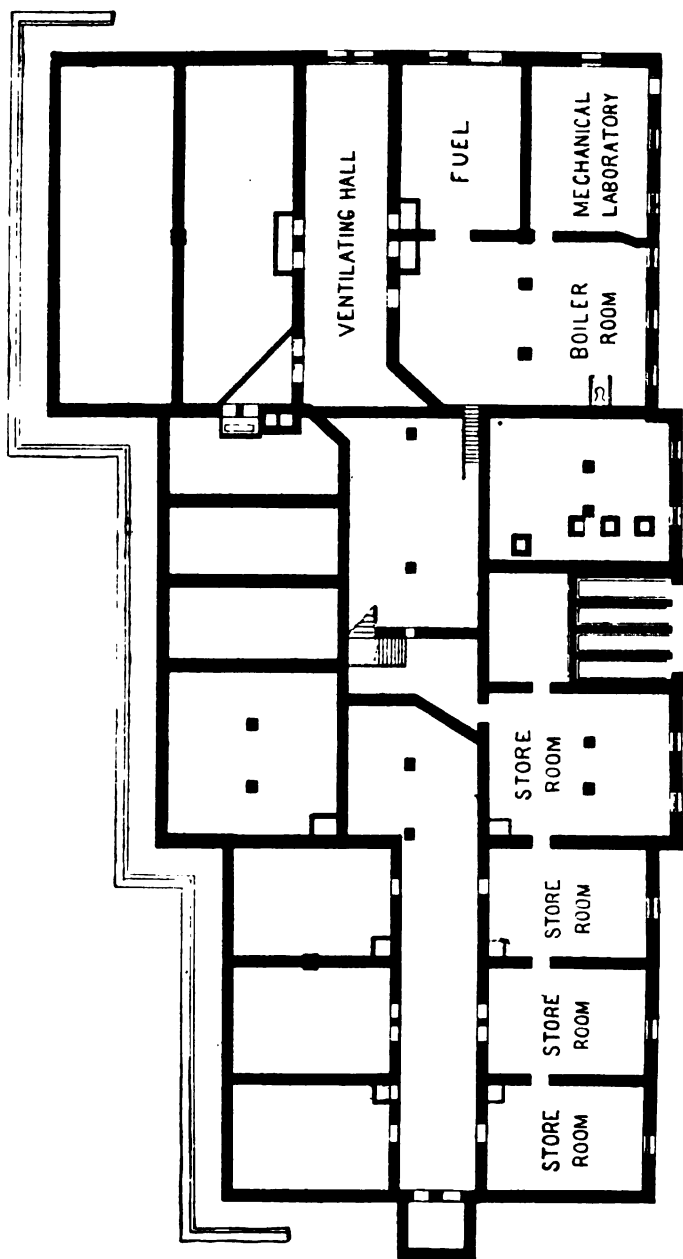 VENTILATING HALL
FUEL
MECHANICAL
LABORATORY
BOILER
ROOM
STORE
ROOM
STORE
ROOM
STORE
ROOM
STORE
ROOM